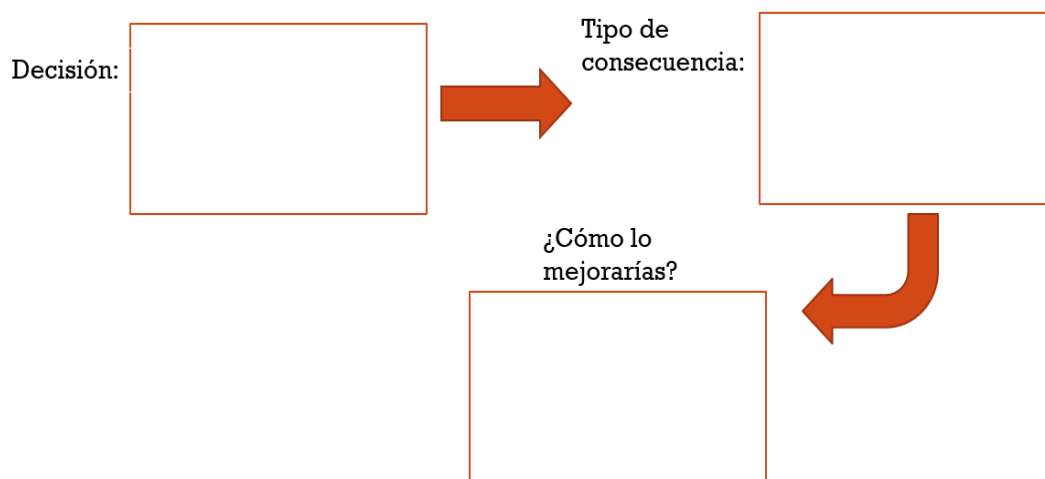 Decisión:
Tipo de
consecuencia:
¿Cómo lo
mejorarías?